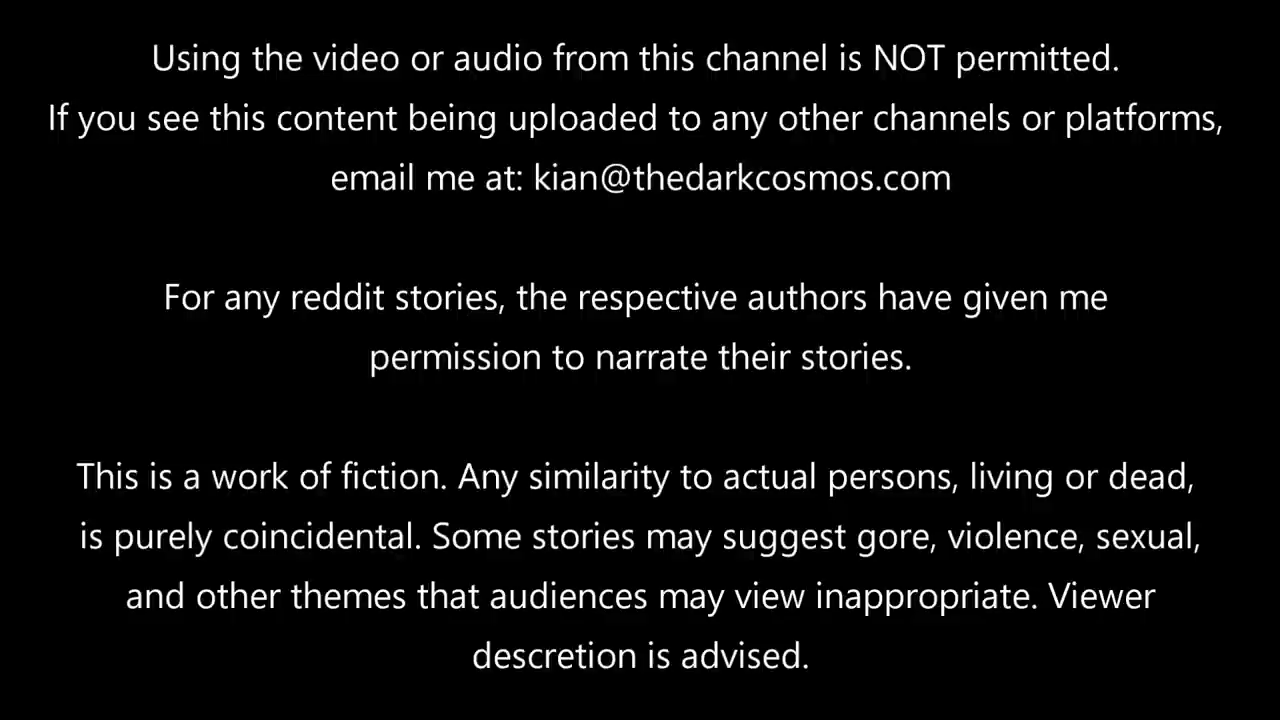 Using the video or audio from this channel is NOT permitted.
If you see this content being uploaded to any other channels or platforms,
email me at: kian@thedarkcosmos.com
For any reddit stories, the respective authors have given me
permission to narrate their stories.
This is a work of fiction. Any similarity to actual persons, living or dead,
is purely coincidental. Some stories may suggest gore, violence, sexual,
and other themes that audiences may view inappropriate. Viewer
descretion is advised.